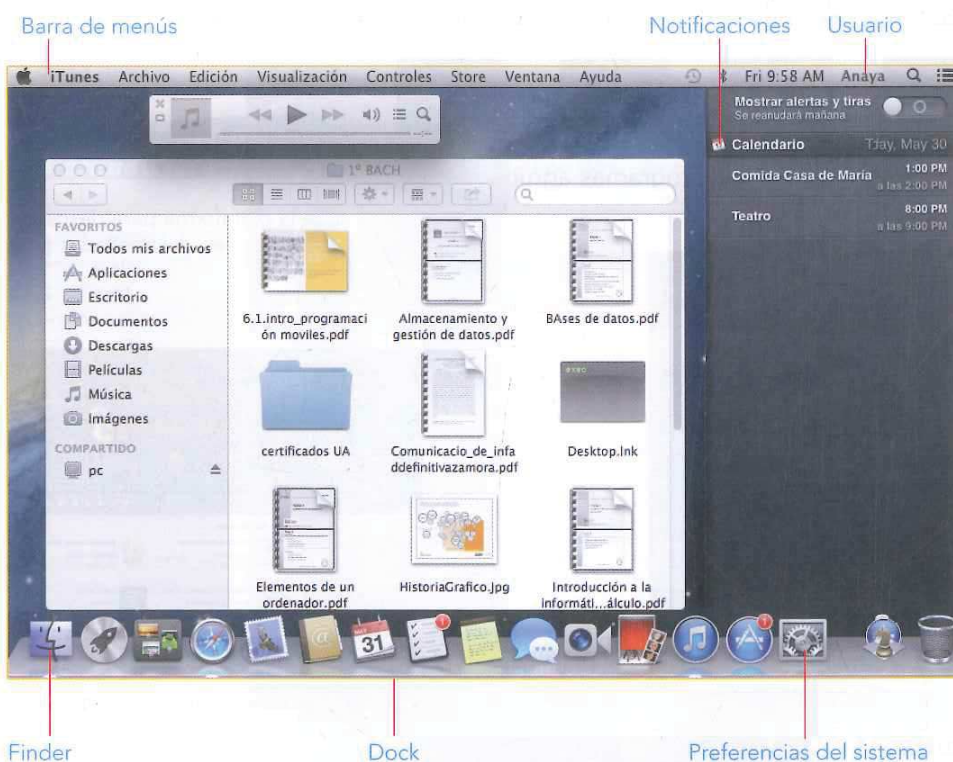 Barra de menús
Notificaciones
Usuario
iTunes Archivo Edición Visualización Controles Store Ventana Ayuda
Fri 9:58 AM Anaya
Mostrar alertas y tiras
Se reanudará mañana
Calendario
May 30
Comida Casa de María
1:00 PM
a las 2:00 PM
Teatro
8:00 PM
a las 9:00 PM
1º BACH
FAVORITOS
Todos mis archivos
Aplicaciones
Escritorio
Documentos
Descargas
Películas
Música
Imágenes
COMPARTIDO
pc
6.1.intro_programaci
ón moviles.pdf
Almacenamiento y
gestión de datos.pdf
BAses de datos.pdf
exec
certificados UA
Comunicacio_de_infa
ddefinitivazamora.pdf
Desktop.lnk
Elementos de un
ordenador.pdf
HistoriaGrafico.jpg
Introducción a la
informáti...álculo.pdf
31
1
1
Finder
Dock
Preferencias del sistema